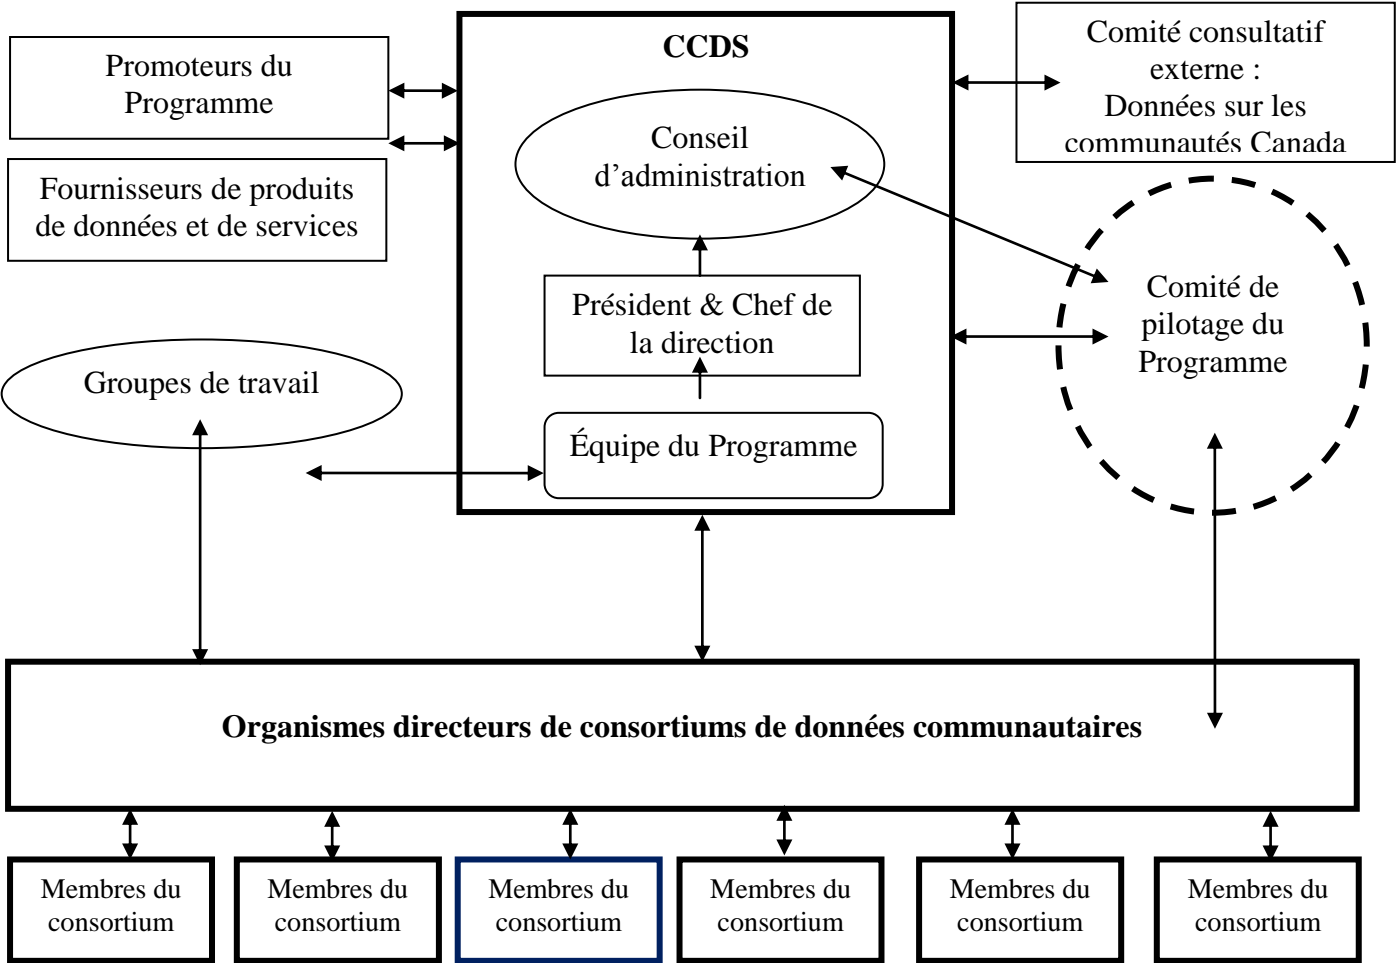 CCDS
Promoteurs du
Programme
Fournisseurs de produits
de données et de services
Conseil
d’administration
Comité consultatif
externe :
Données sur les
communautés Canada
Président & Chef de
la direction
Comité de
pilotage du
Programme
Groupes de travail
Équipe du Programme
Organismes directeurs de consortiums de données communautaires
Membres du
consortium
Membres du
consortium
Membres du
consortium
Membres du
consortium
Membres du
consortium
Membres du
consortium